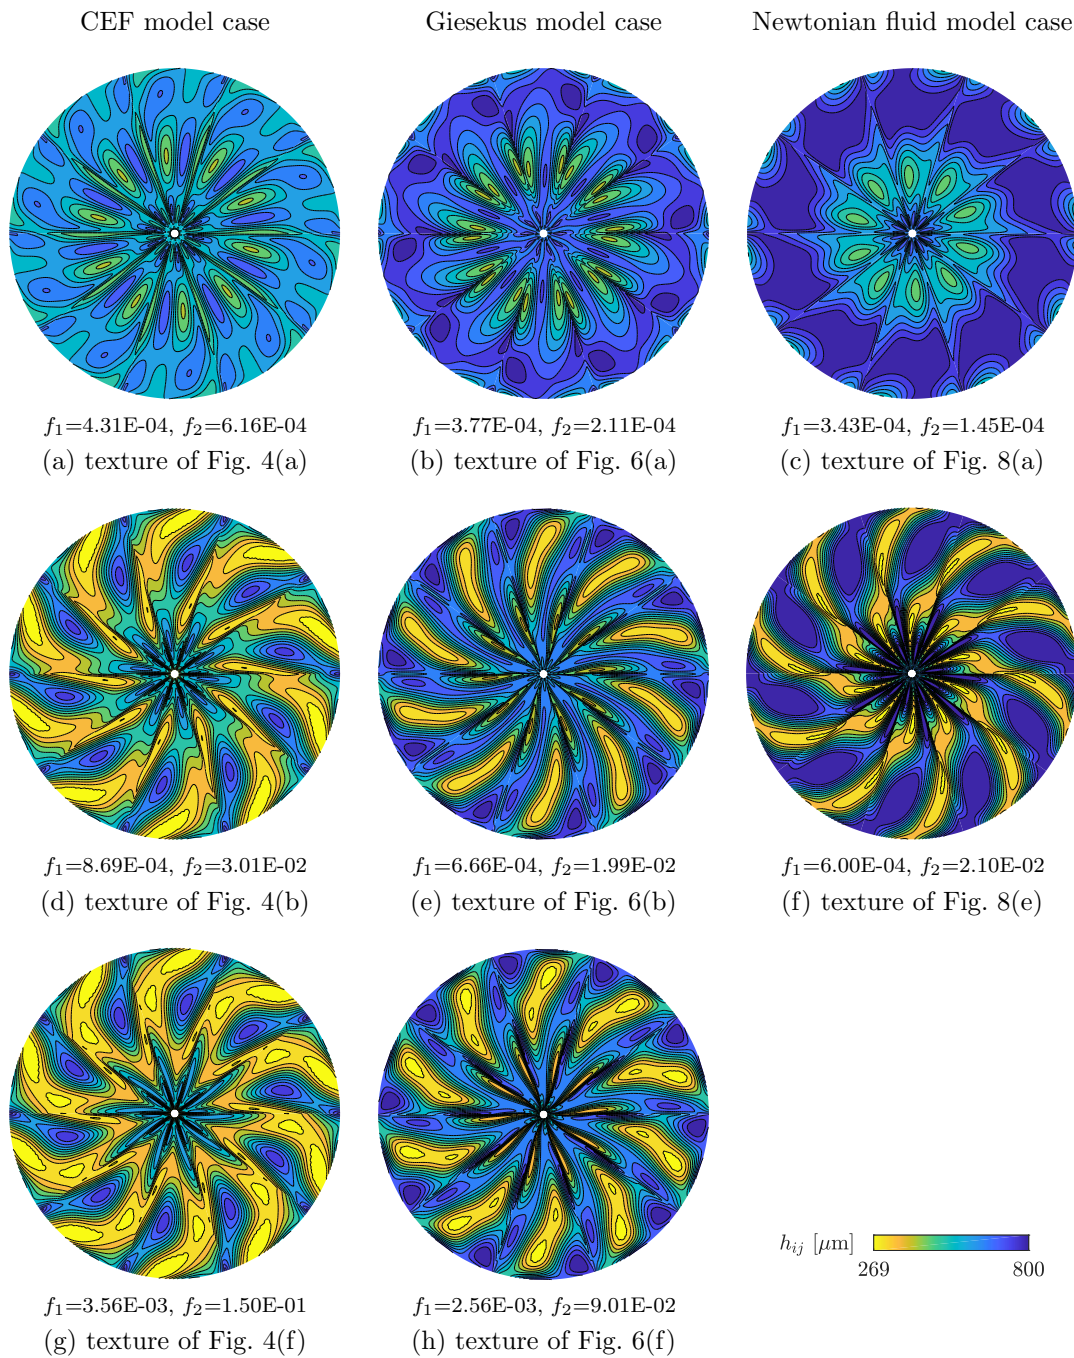 CEF model case
Giesekus model case
Newtonian fluid model case
f₁=4.31E-04, f₂=6.16E-04
f₁=3.77E-04, f₂=2.11E-04
f₁=3.43E-04, f₂=1.45E-04
(a) texture of Fig. 4(a)
(b) texture of Fig. 6(a)
(c) texture of Fig. 8(a)
f₁=8.69E-04, f₂=3.01E-02
f₁=6.66E-04, f₂=1.99E-02
f₁=6.00E-04, f₂=2.10E-02
(d) texture of Fig. 4(b)
(e) texture of Fig. 6(b)
(f) texture of Fig. 8(e)
h_{ij} [μm]
269
800
f₁=3.56E-03, f₂=1.50E-01
f₁=2.56E-03, f₂=9.01E-02
(g) texture of Fig. 4(f)
(h) texture of Fig. 6(f)